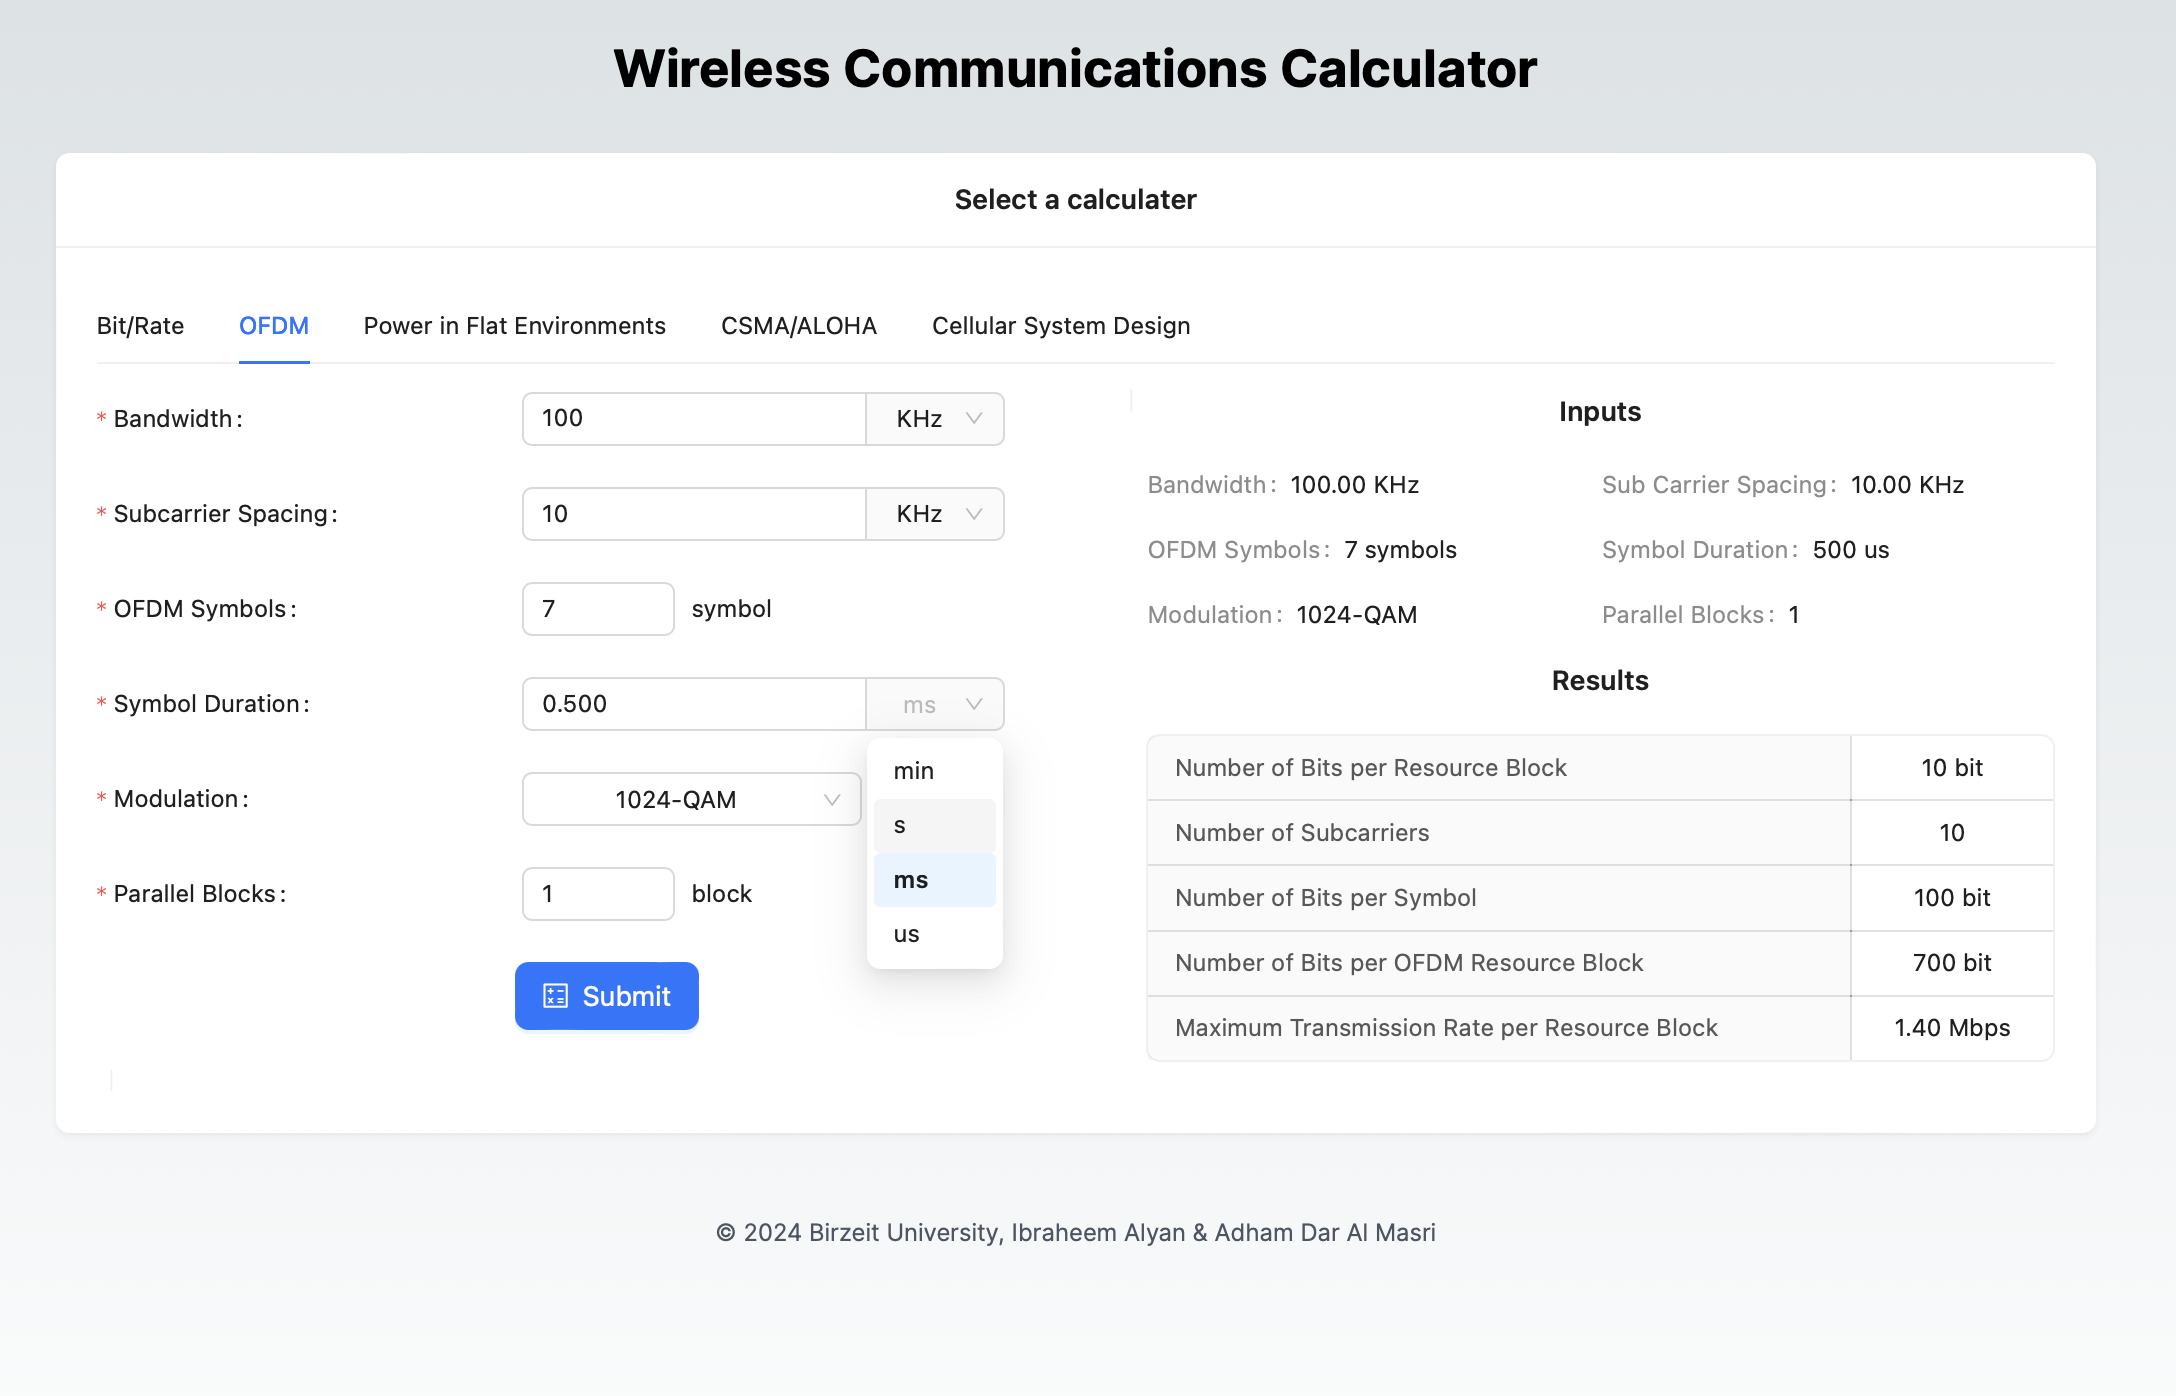 Wireless Communications Calculator
Select a calculater
Bit/Rate OFDM Power in Flat Environments CSMA/ALOHA Cellular System Design
* Bandwidth: 100 KHz
* Subcarrier Spacing: 10 KHz
* OFDM Symbols: 7 symbol
* Symbol Duration: 0.500 ms
min
s
ms
us
* Modulation: 1024-QAM
* Parallel Blocks: 1 block
Submit
Inputs
Bandwidth: 100.00 KHz Sub Carrier Spacing: 10.00 KHz
OFDM Symbols: 7 symbols Symbol Duration: 500 us
Modulation: 1024-QAM Parallel Blocks: 1
Results
Number of Bits per Resource Block 10 bit
Number of Subcarriers 10
Number of Bits per Symbol 100 bit
Number of Bits per OFDM Resource Block 700 bit
Maximum Transmission Rate per Resource Block 1.40 Mbps
© 2024 Birzeit University, Ibraheem Alyan & Adham Dar Al Masri